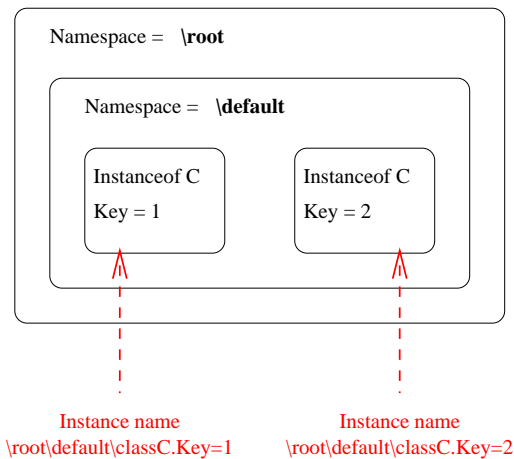 Namespace = \root
Namespace = \default
Instanceof C
Key = 1
Instanceof C
Key = 2
Instance name
\root\default\classC.Key=1
Instance name
\root\default\classC.Key=2